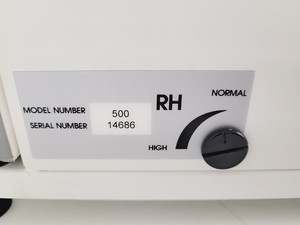 MODEL NUMBER 500
SERIAL NUMBER 14686
RH
NORMAL
HIGH